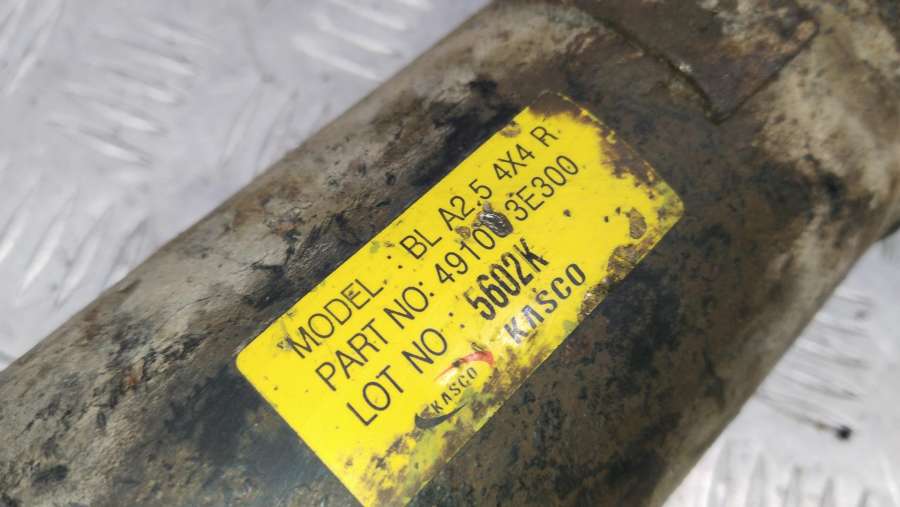 MODEL : BL A2.5 4X4 R
PART NO: 49100 3E300
LOT NO : 5602K
KASCO KASCO